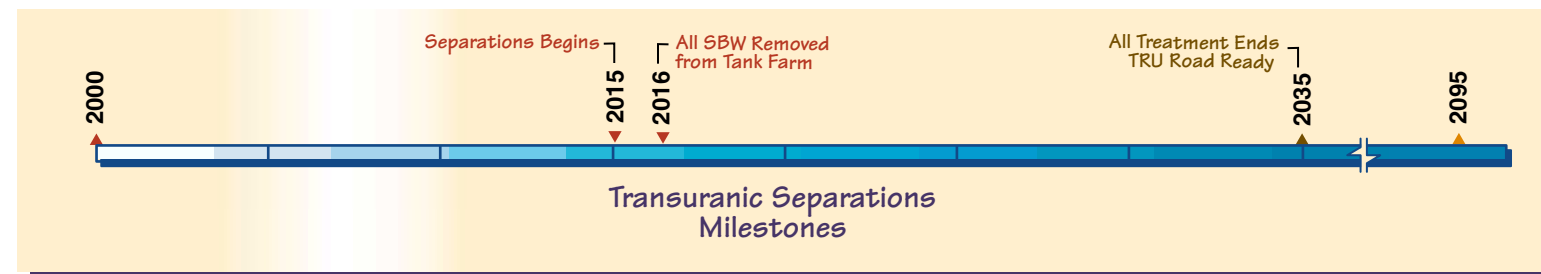 Separations Begins
All SBW Removed
from Tank Farm
All Treatment Ends
TRU Road Ready
2000
2015
2016
2035
2095
Transuranic Separations
Milestones